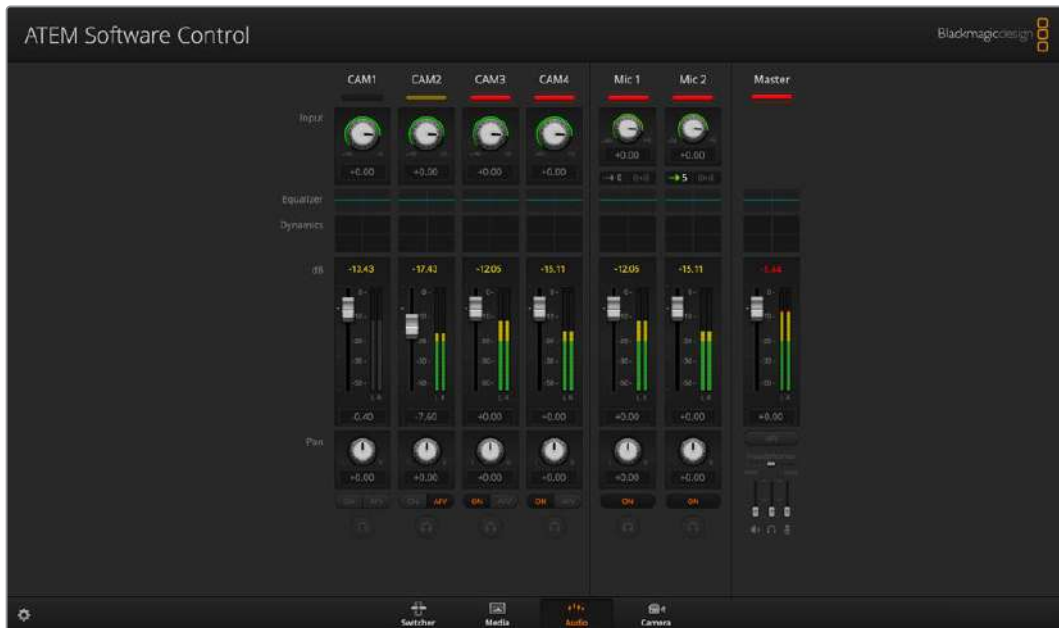 ATEM Software Control
Blackmagicdesign
CAM1 CAM2 CAM3 CAM4 Mic 1 Mic 2 Master
Input
+0.00 +0.00
+0.00 +0.00 +0.00 +0.00
5
Equalizer
Dynamics
dB -13.43 -17.43 -12.05 -15.11 -12.05 -15.11
L R L R L R L R L R L R L R
-0.40 -7.60 +0.00 +0.00 +0.00 +0.00 +0.00
Pan
+0.00 +0.00 +0.00 +0.00 +0.00 +0.00
ON AFV ON AFV ON AFV ON AFV ON ON
Switcher Media Audio Camera